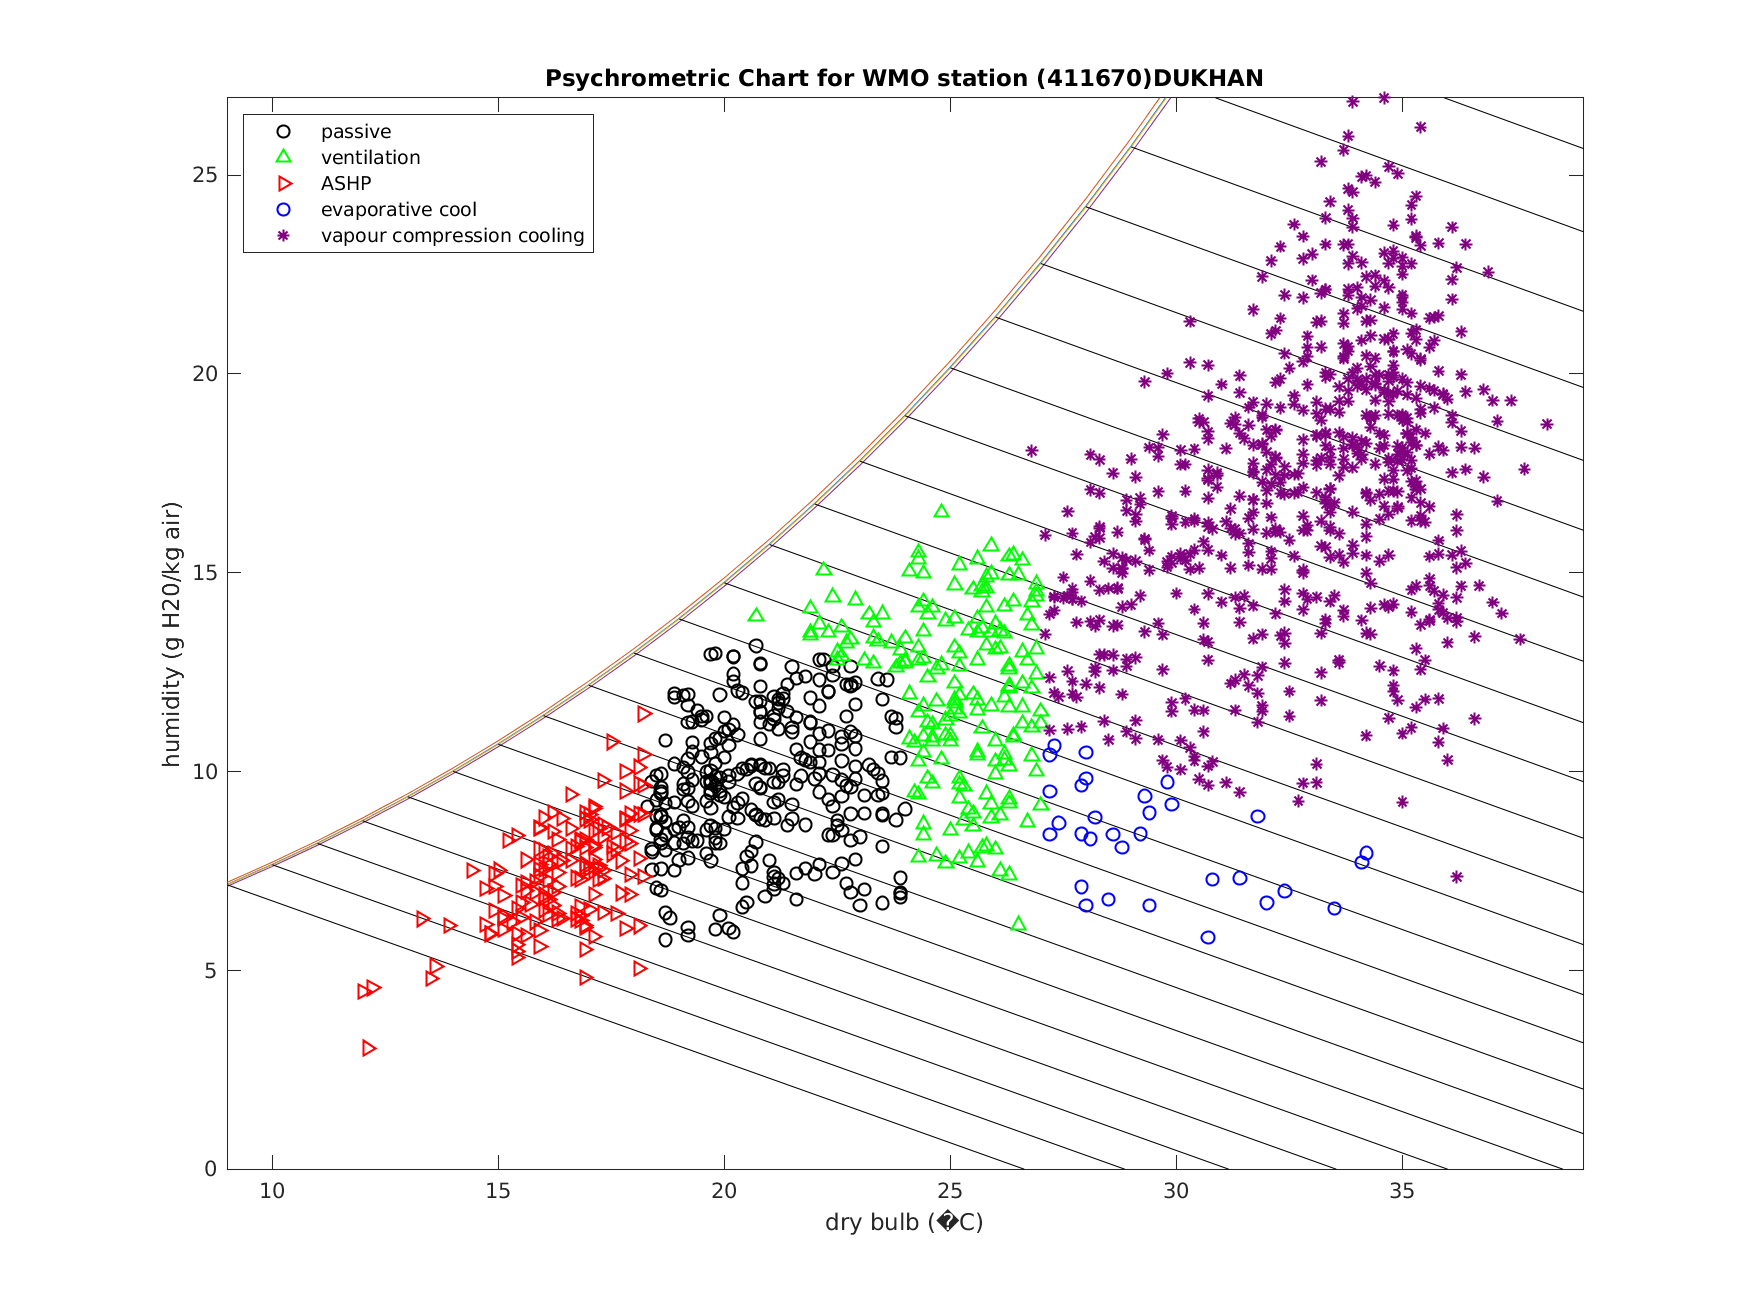 Psychrometric Chart for WMO station (411670)DUKHAN
passive
ventilation
ASHP
evaporative cool
vapour compression cooling
humidity (g H20/kg air)
25
20
15
10
5
0
10 15 20 25 30 35
dry bulb (�C)